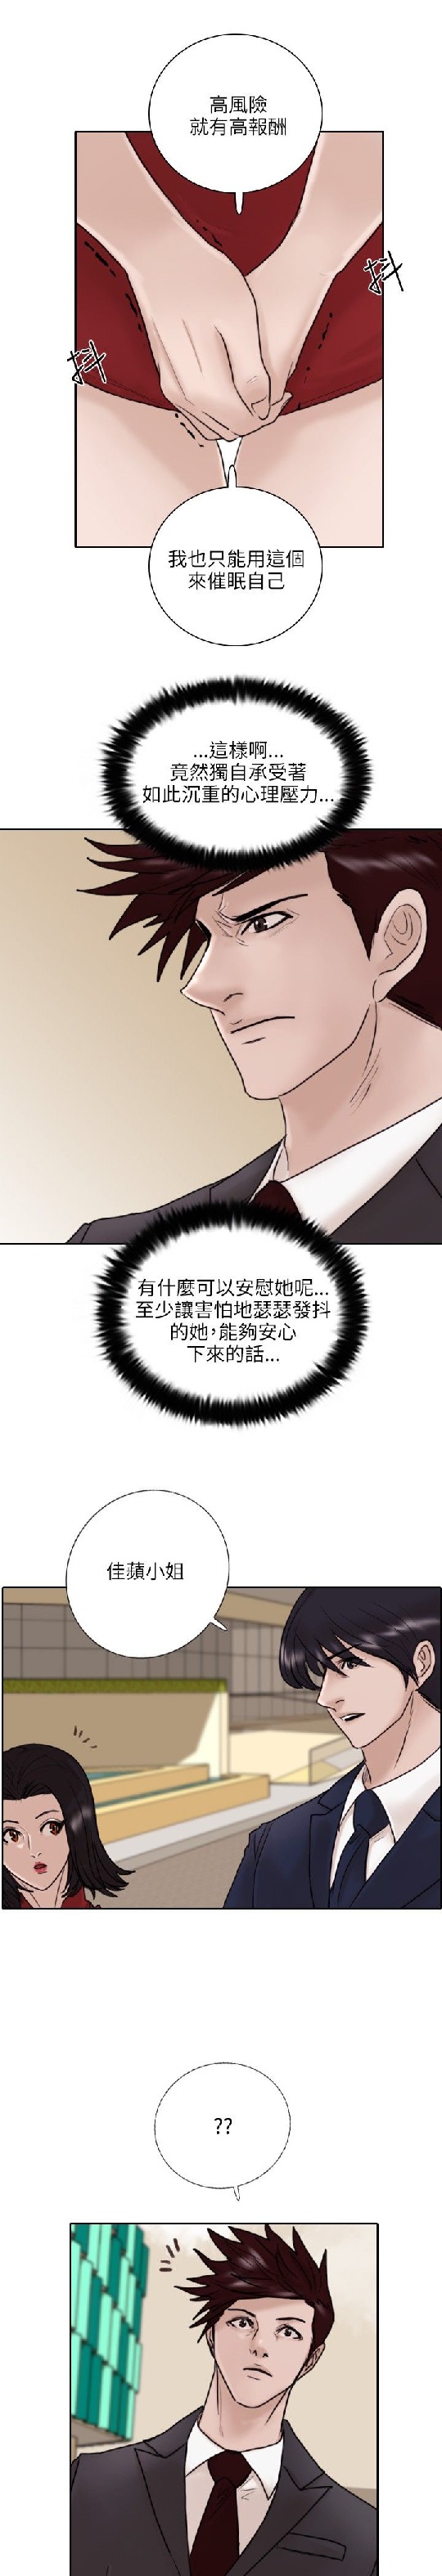 高風險
就有高報酬
抖
抖
我也只能用這個
來催眠自己
...這樣啊...
竟然獨自承受著
如此沉重的心理壓力...
有什麼可以安慰她呢...
至少讓害怕地瑟瑟發抖
的她,能夠安心
下來的話...
佳蘋小姐
??